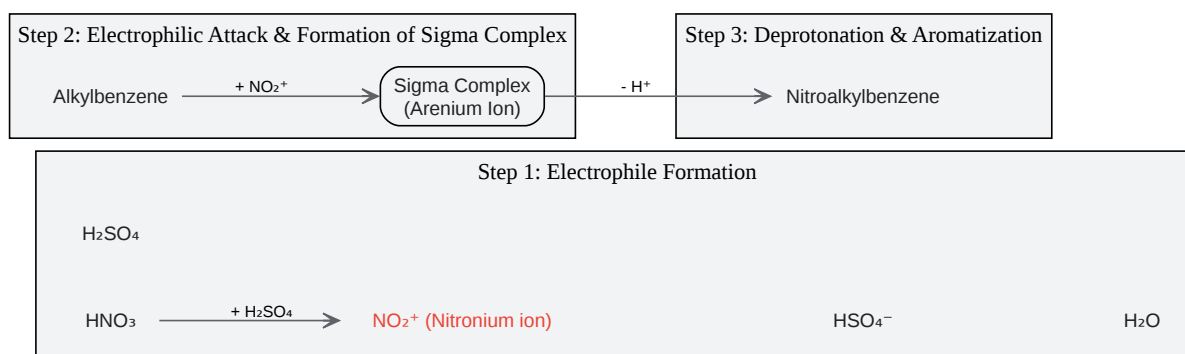 Step 2: Electrophilic Attack & Formation of Sigma Complex
Alkylbenzene
+ NO₂⁺
Sigma Complex
(Arenium Ion)
- H⁺
Step 3: Deprotonation & Aromatization
Nitroalkylbenzene
Step 1: Electrophile Formation
H₂SO₄
HNO₃
+ H₂SO₄
NO₂⁺ (Nitronium ion)
HSO₄⁻
H₂O